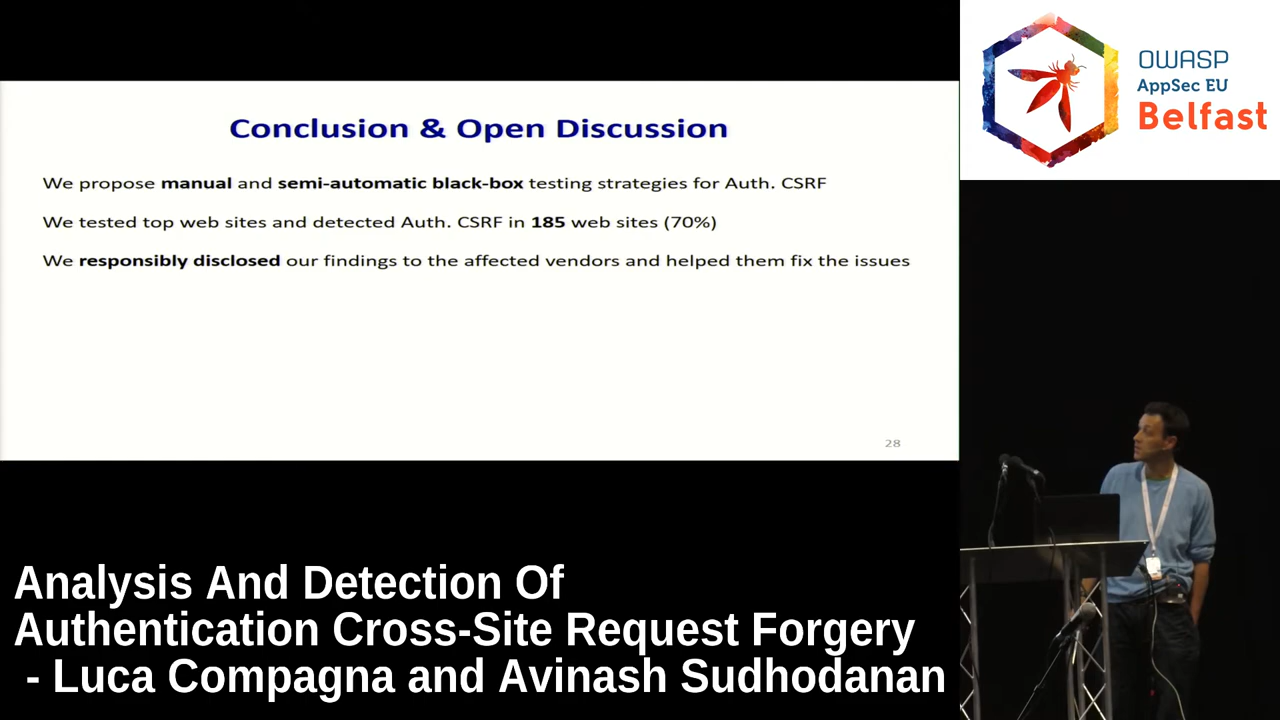 Conclusion & Open Discussion
We propose manual and semi-automatic black-box testing strategies for Auth. CSRF
We tested top web sites and detected Auth. CSRF in 185 web sites (70%)
We responsibly disclosed our findings to the affected vendors and helped them fix the issues
28
OWASP
AppSec EU
Belfast
Analysis And Detection Of
Authentication Cross-Site Request Forgery
- Luca Compagna and Avinash Sudhodanan